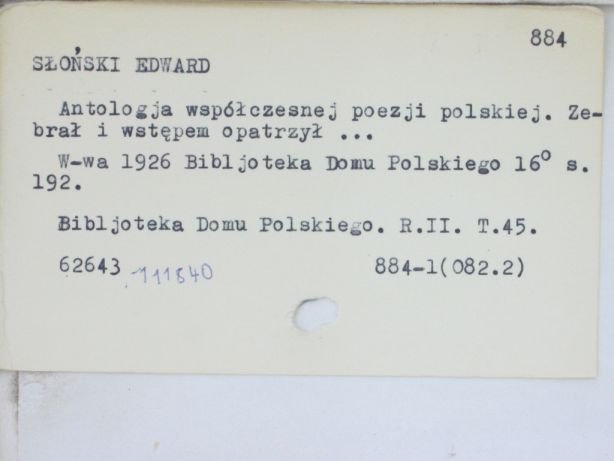 884
SŁOŃSKI EDWARD
Antologja współczesnej poezji polskiej. Ze-
brał i wstępem opatrzył ...
W-wa 1926 Bibljoteka Domu Polskiego 16° s.
192.
Bibljoteka Domu Polskiego. R.II. T.45.
62643 111840 884-1(082.2)